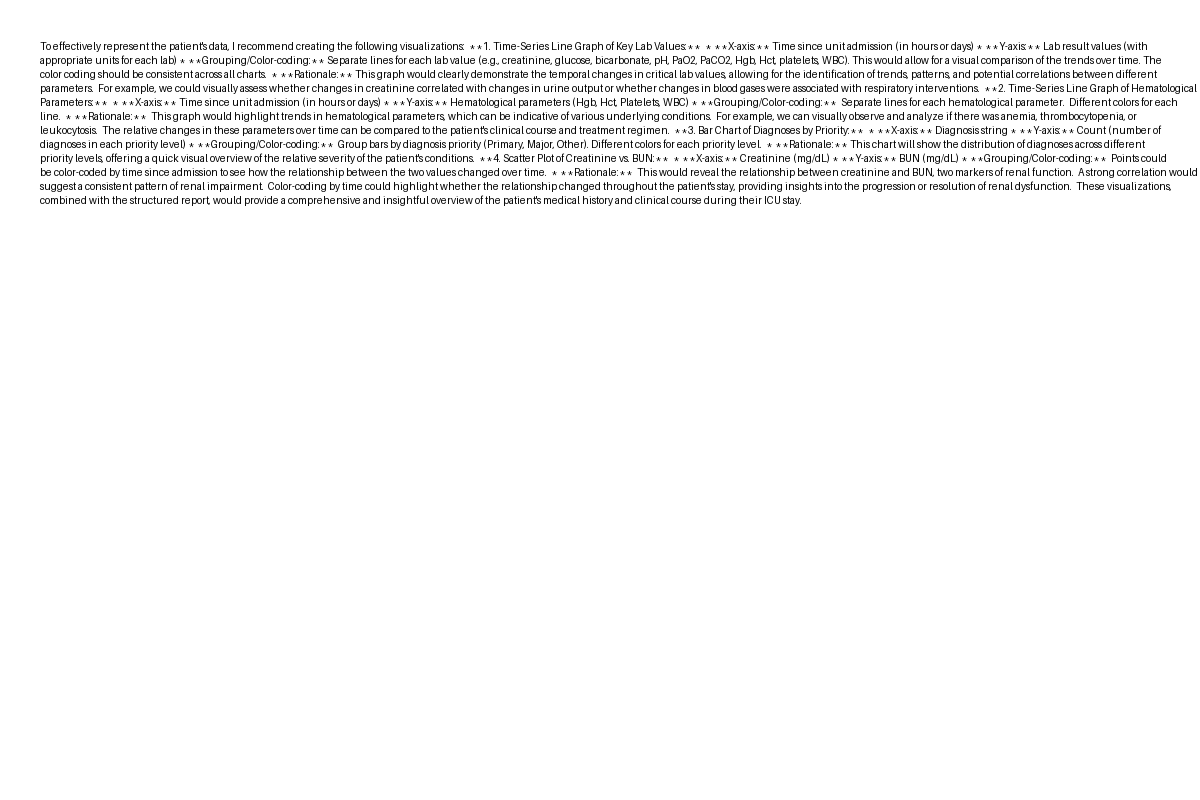 To effectively represent the patient's data, I recommend creating the following visualizations:  **1. Time-Series Line Graph of Key Lab Values:**  * **X-axis:** Time since unit admission (in hours or days) * **Y-axis:** Lab result values (with
appropriate units for each lab) * **Grouping/Color-coding:** Separate lines for each lab value (e.g., creatinine, glucose, bicarbonate, pH, PaO2, PaCO2, Hgb, Hct, platelets, WBC). This would allow for a visual comparison of the trends over time. The
color coding should be consistent across all charts.  * **Rationale:** This graph would clearly demonstrate the temporal changes in critical lab values, allowing for the identification of trends, patterns, and potential correlations between different
parameters.  For example, we could visually assess whether changes in creatinine correlated with changes in urine output or whether changes in blood gases were associated with respiratory interventions.  **2. Time-Series Line Graph of Hematological
Parameters:**  * **X-axis:** Time since unit admission (in hours or days) * **Y-axis:** Hematological parameters (Hgb, Hct, Platelets, WBC) * **Grouping/Color-coding:**  Separate lines for each hematological parameter.  Different colors for each
line.  * **Rationale:**  This graph would highlight trends in hematological parameters, which can be indicative of various underlying conditions.  For example, we can visually observe and analyze if there was anemia, thrombocytopenia, or
leukocytosis.  The relative changes in these parameters over time can be compared to the patient's clinical course and treatment regimen.  **3. Bar Chart of Diagnoses by Priority:**  * **X-axis:** Diagnosis string * **Y-axis:** Count (number of
diagnoses in each priority level) * **Grouping/Color-coding:**  Group bars by diagnosis priority (Primary, Major, Other). Different colors for each priority level.  * **Rationale:** This chart will show the distribution of diagnoses across different
priority levels, offering a quick visual overview of the relative severity of the patient's conditions.  **4. Scatter Plot of Creatinine vs. BUN:**  * **X-axis:** Creatinine (mg/dL) * **Y-axis:** BUN (mg/dL) * **Grouping/Color-coding:**  Points could
be color-coded by time since admission to see how the relationship between the two values changed over time.  * **Rationale:**  This would reveal the relationship between creatinine and BUN, two markers of renal function.  A strong correlation would
suggest a consistent pattern of renal impairment.  Color-coding by time could highlight whether the relationship changed throughout the patient's stay, providing insights into the progression or resolution of renal dysfunction.  These visualizations,
combined with the structured report, would provide a comprehensive and insightful overview of the patient's medical history and clinical course during their ICU stay.